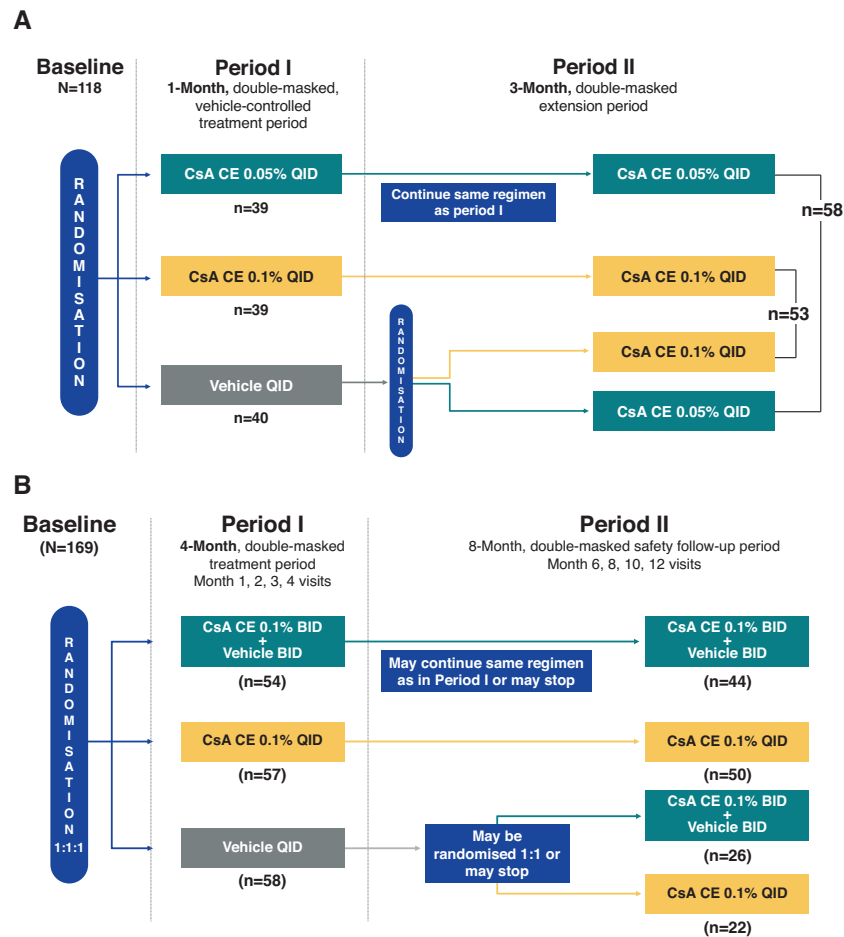 A
Baseline
N=118
Period I
1-Month, double-masked,
vehicle-controlled
treatment period
Period II
3-Month, double-masked
extension period
RANDOMISATION
CsA CE 0.05% QID
n=39
Continue same regimen
as period I
CsA CE 0.05% QID
n=58
CsA CE 0.1% QID
n=39
CsA CE 0.1% QID
n=53
RANDOMISATION
CsA CE 0.1% QID
Vehicle QID
n=40
CsA CE 0.05% QID
B
Baseline
(N=169)
Period I
4-Month, double-masked
treatment period
Month 1, 2, 3, 4 visits
Period II
8-Month, double-masked safety follow-up period
Month 6, 8, 10, 12 visits
RANDOMISATION
1:1:1
CsA CE 0.1% BID
+
Vehicle BID
(n=54)
May continue same regimen
as in Period I or may stop
CsA CE 0.1% BID
+
Vehicle BID
(n=44)
CsA CE 0.1% QID
(n=57)
CsA CE 0.1% QID
(n=50)
Vehicle QID
(n=58)
May be
randomised 1:1 or
may stop
CsA CE 0.1% BID
+
Vehicle BID
(n=26)
CsA CE 0.1% QID
(n=22)